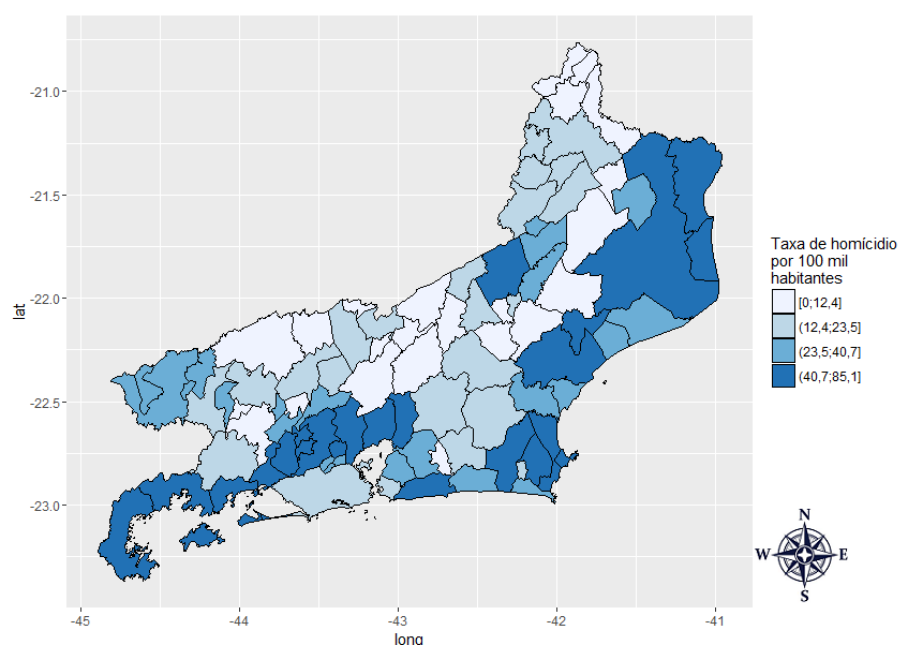 -21.0
-21.5
-22.0
-22.5
-23.0
lat
-45
-44
-43
-42
-41
long
Taxa de homícidio
por 100 mil
habitantes
[0;12,4]
(12,4;23,5]
(23,5;40,7]
(40,7;85,1]
N
W E
S